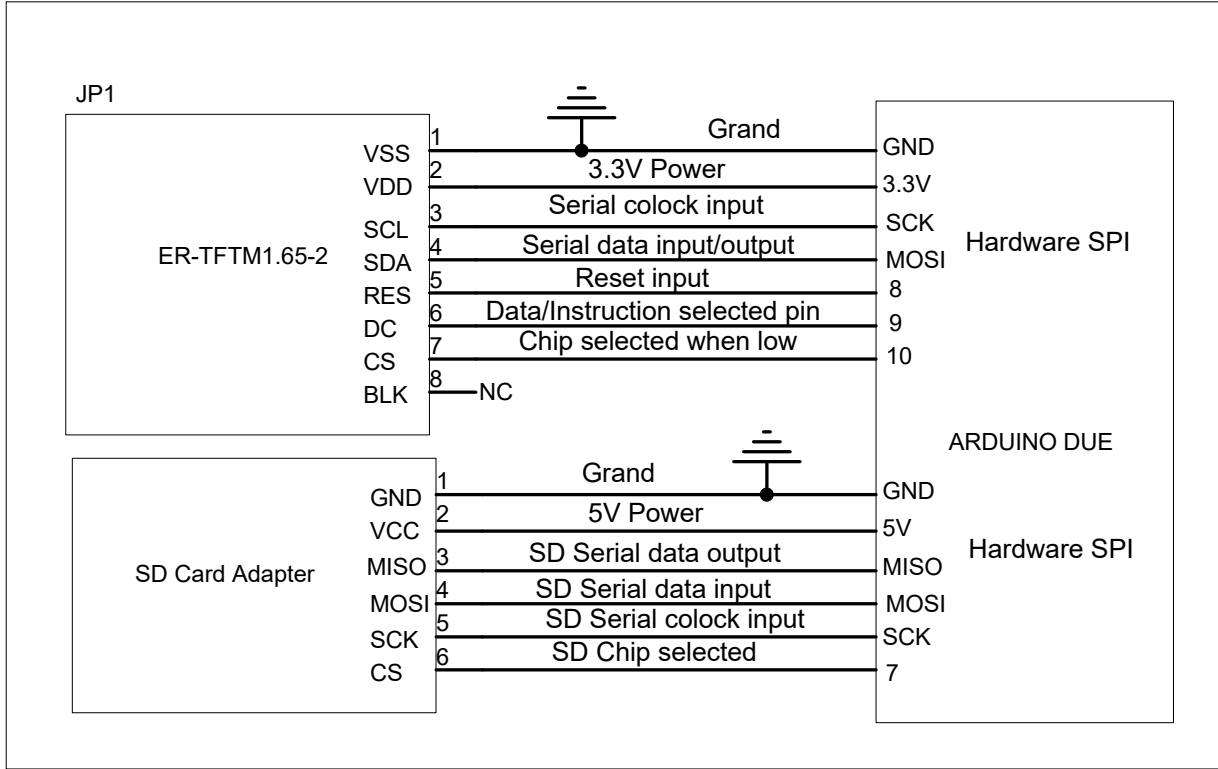 JP1
ER-TFTM1.65-2
VSS 1 Grand GND
VDD 2 3.3V Power 3.3V
SCL 3 Serial colock input SCK
SDA 4 Serial data input/output MOSI
RES 5 Reset input 8
DC 6 Data/Instruction selected pin 9
CS 7 Chip selected when low 10
BLK 8 NC
Hardware SPI
ARDUINO DUE
SD Card Adapter
GND 1 Grand GND
VCC 2 5V Power 5V
MISO 3 SD Serial data output MISO
MOSI 4 SD Serial data input MOSI
SCK 5 SD Serial colock input SCK
CS 6 SD Chip selected 7
Hardware SPI